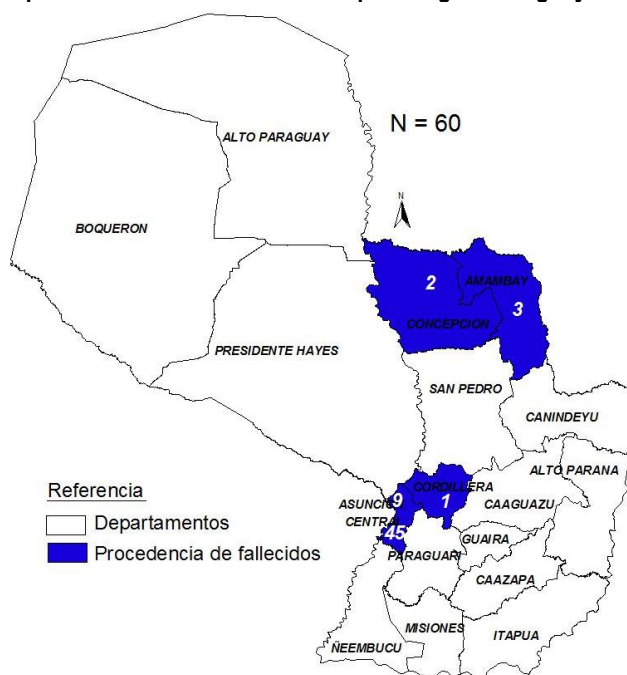 N = 60
N
ALTO PARAGUAY
BOQUERON
AMAMBAY
2
3
CONCEPCION
PRESIDENTE HAYES
SAN PEDRO
CANINDEYU
ALTO PARANA
CORDILLERA
9
1
ASUNCIO
CAAGUAZU
CENTRAL
45
GUAIRA
PARAGUARI
CAAZAPA
MISIONES
ITAPUA
ÑEEMBUCU
Referencia
Departamentos
Procedencia de fallecidos